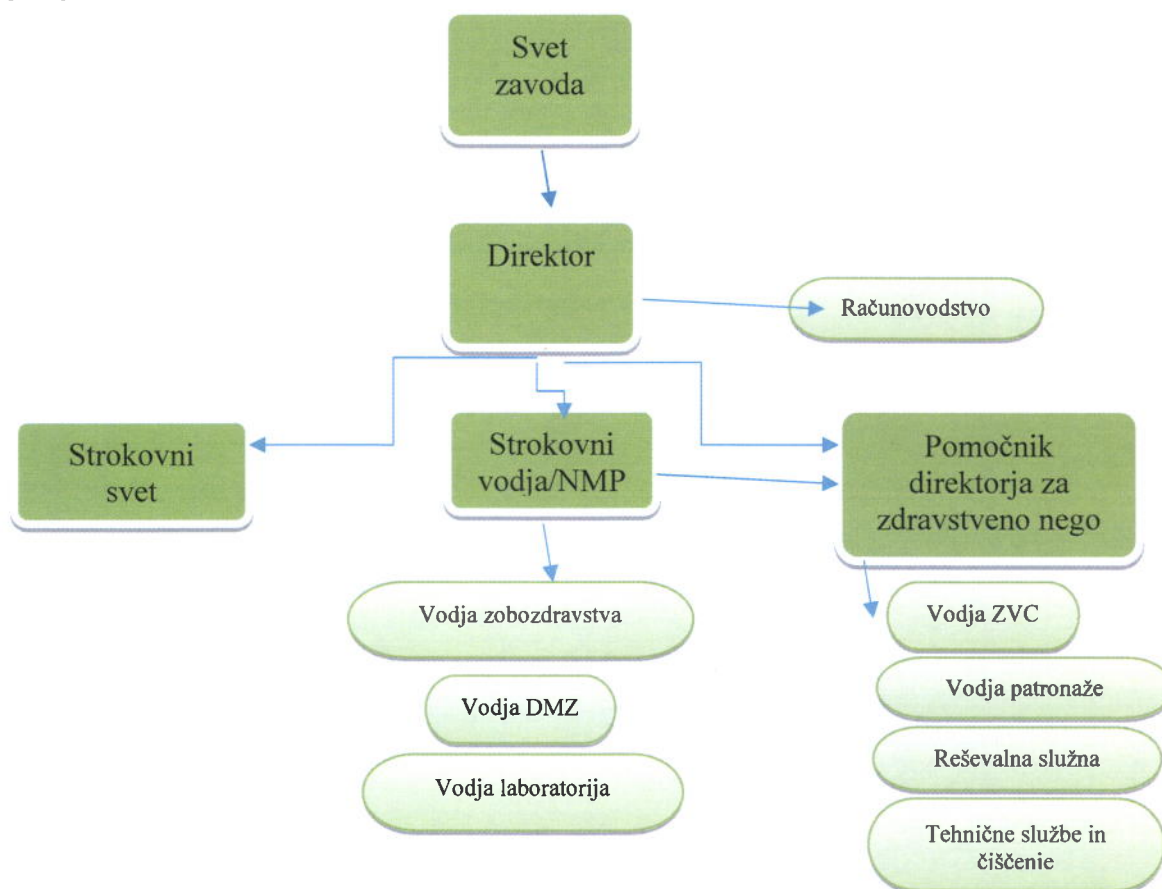 Svet
zavoda
Direktor
Računovodstvo
Strokovni
svet
Strokovni
vodja/NMP
Pomočnik
direktorja za
zdravstveno nego
Vodja zobozdravstva
Vodja DMZ
Vodja laboratorija
Vodja ZVC
Vodja patronaže
Reševalna služna
Tehnične službe in
čiščenje